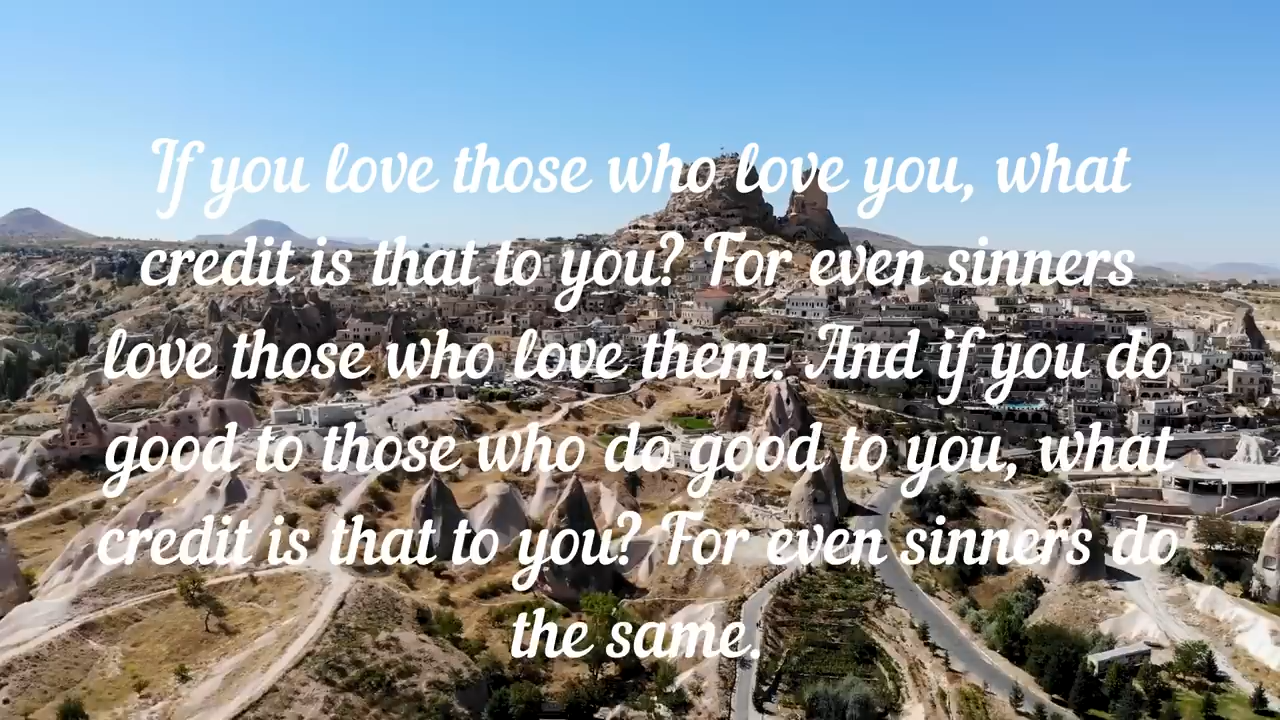 If you love those who love you, what
credit is that to you? For even sinners
love those who love them. And if you do
good to those who do good to you, what
credit is that to you? For even sinners do
the same.